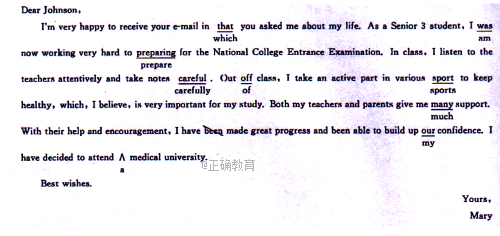 Dear Johnson,
I'm very happy to receive your e-mail in that you asked me about my life. As a Senior 3 student, I was
which am
now working very hard to preparing for the National College Entrance Examination. In class, I listen to the
prepare
teachers attentively and take notes careful. Out off class, I take an active part in various sport to keep
carefully of sports
healthy, which, I believe, is very important for my study. Both my teachers and parents give me many support.
much
With their help and encouragement, I have been made great progress and been able to build up our confidence. I
my
have decided to attend Λ medical university.
a
@正确教育
Best wishes.
Yours,
Mary